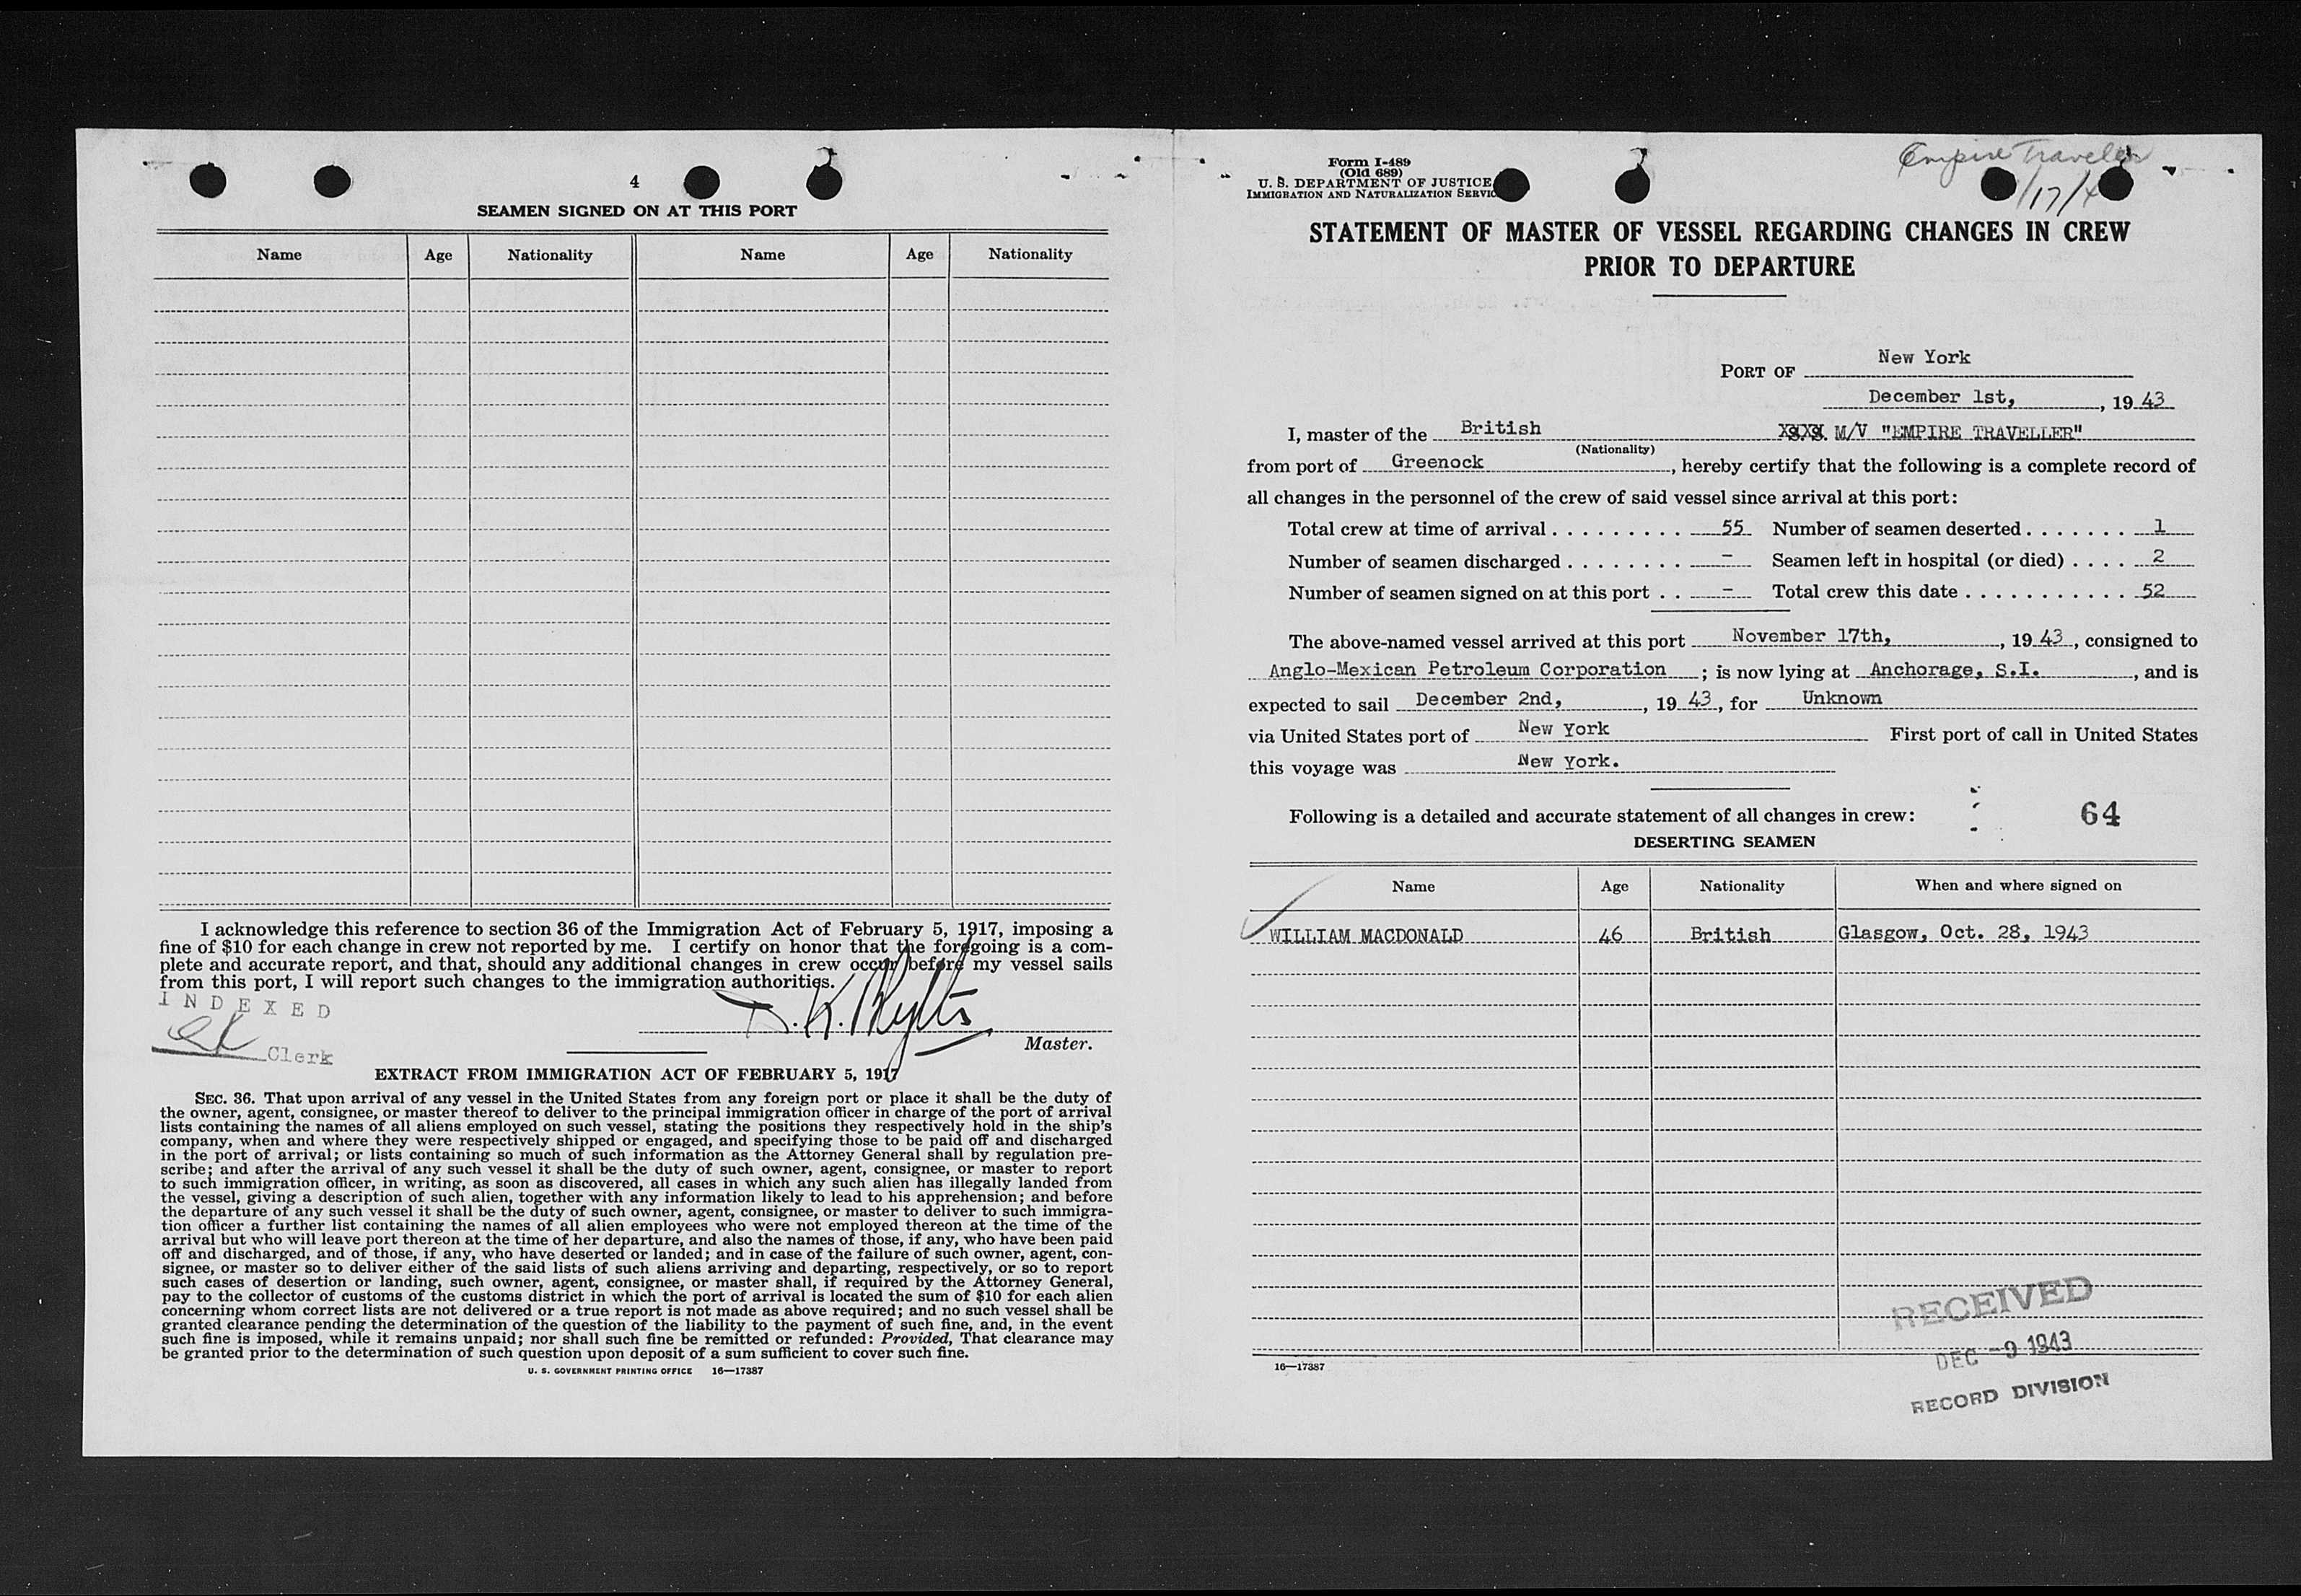 4
SEAMEN SIGNED ON AT THIS PORT
Name Age Nationality Name Age Nationality
I acknowledge this reference to section 36 of the Immigration Act of February 5, 1917, imposing a
fine of $10 for each change in crew not reported by me. I certify on honor that the foregoing is a com-
plete and accurate report, and that, should any additional changes in crew occur before my vessel sails
from this port, I will report such changes to the immigration authorities.
INDEXED
Clerk
Master.
EXTRACT FROM IMMIGRATION ACT OF FEBRUARY 5, 1917
SEC. 36. That upon arrival of any vessel in the United States from any foreign port or place it shall be the duty of
the owner, agent, consignee, or master thereof to deliver to the principal immigration officer in charge of the port of arrival
lists containing the names of all aliens employed on such vessel, stating the positions they respectively hold in the ship's
company, when and where they were respectively shipped or engaged, and specifying those to be paid off and discharged
in the port of arrival; or lists containing so much of such information as the Attorney General shall by regulation pre-
scribe; and after the arrival of any such vessel it shall be the duty of such owner, agent, consignee, or master to report
to such immigration officer, in writing, as soon as discovered, all cases in which any such alien has illegally landed from
the vessel, giving a description of such alien, together with any information likely to lead to his apprehension; and before
the departure of any such vessel it shall be the duty of such owner, agent, consignee, or master to deliver to such immigra-
tion officer a further list containing the names of all alien employees who were not employed thereon at the time of the
arrival but who will leave port thereon at the time of her departure, and also the names of those, if any, who have been paid
off and discharged, and of those, if any, who have deserted or landed; and in case of the failure of such owner, agent, con-
signee, or master so to deliver either of the said lists of such aliens arriving and departing, respectively, or so to report
such cases of desertion or landing, such owner, agent, consignee, or master shall, if required by the Attorney General,
pay to the collector of customs of the customs district in which the port of arrival is located the sum of $10 for each alien
concerning whom correct lists are not delivered or a true report is not made as above required; and no such vessel shall be
granted clearance pending the determination of the question of the liability to the payment of such fine, and, in the event
such fine is imposed, while it remains unpaid; nor shall such fine be remitted or refunded: Provided, That clearance may
be granted prior to the determination of such question upon deposit of a sum sufficient to cover such fine.
U. S. GOVERNMENT PRINTING OFFICE 16—17387
Empire Traveler
/17/4
Form I-489
(Old 689)
U. S. DEPARTMENT OF JUSTICE
IMMIGRATION AND NATURALIZATION SERVIC
STATEMENT OF MASTER OF VESSEL REGARDING CHANGES IN CREW
PRIOR TO DEPARTURE
PORT OF New York
December 1st, , 19 43
I, master of the British M/V "EMPIRE TRAVELLER"
(Nationality)
from port of Greenock , hereby certify that the following is a complete record of
all changes in the personnel of the crew of said vessel since arrival at this port:
Total crew at time of arrival . . . . . . . . . 55 Number of seamen deserted . . . . . . . 1
Number of seamen discharged . . . . . . . . - Seamen left in hospital (or died) . . . . 2
Number of seamen signed on at this port . . - Total crew this date . . . . . . . . . . . . 52
The above-named vessel arrived at this port November 17th, , 19 43 , consigned to
Anglo-Mexican Petroleum Corporation ; is now lying at Anchorage, S.I. , and is
expected to sail December 2nd, , 19 43 , for Unknown
via United States port of New York First port of call in United States
this voyage was New York.
Following is a detailed and accurate statement of all changes in crew:
64
DESERTING SEAMEN
Name Age Nationality When and where signed on
WILLIAM MACDONALD 46 British Glasgow, Oct. 28, 1943
RECEIVED
DEC -9 1943
RECORD DIVISION
16—17387